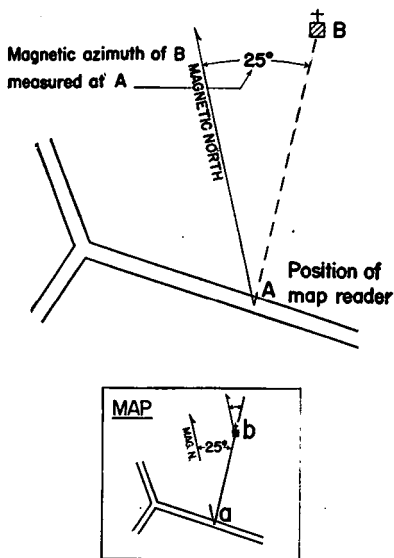 Magnetic azimuth of B
measured at A
25°
B
MAGNETIC NORTH
A
Position of
map reader
MAP
MAG N.
25°
b
a